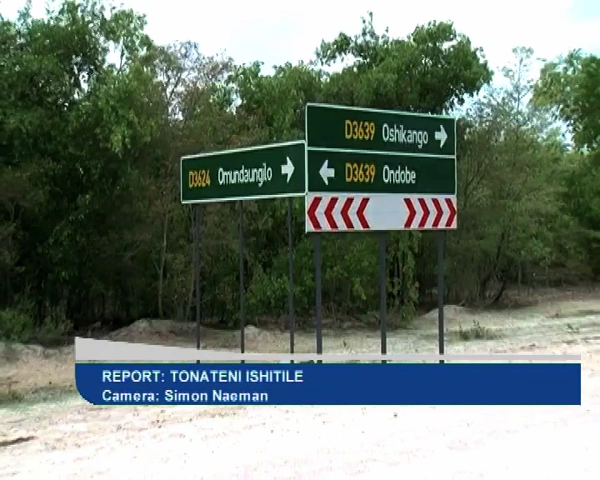 D3624 Omundaungilo
D3639 Oshikango
D3639 Ondobe
REPORT: TONATENI ISHITILE
Camera: Simon Naeman